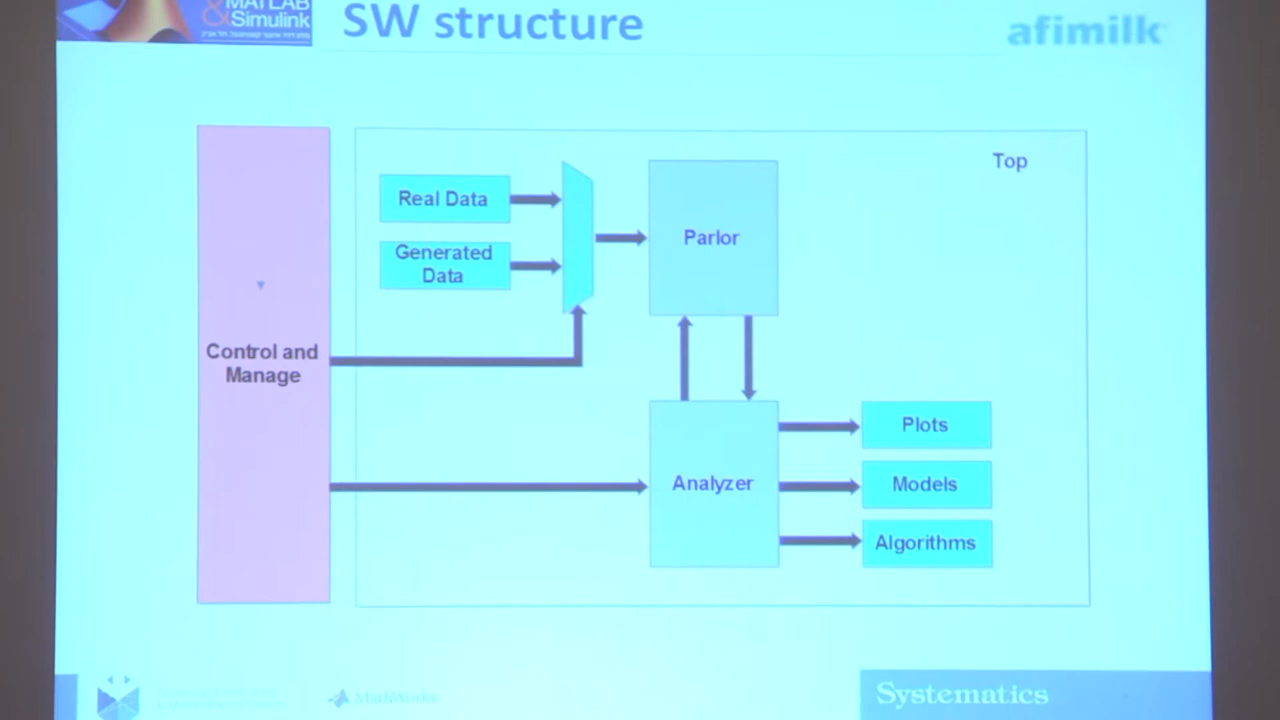 MATLAB
&Simulink
SW structure
afimilk
Top
Real Data
Generated
Data
Parlor
Control and
Manage
Analyzer
Plots
Models
Algorithms
MathWorks
Systematics